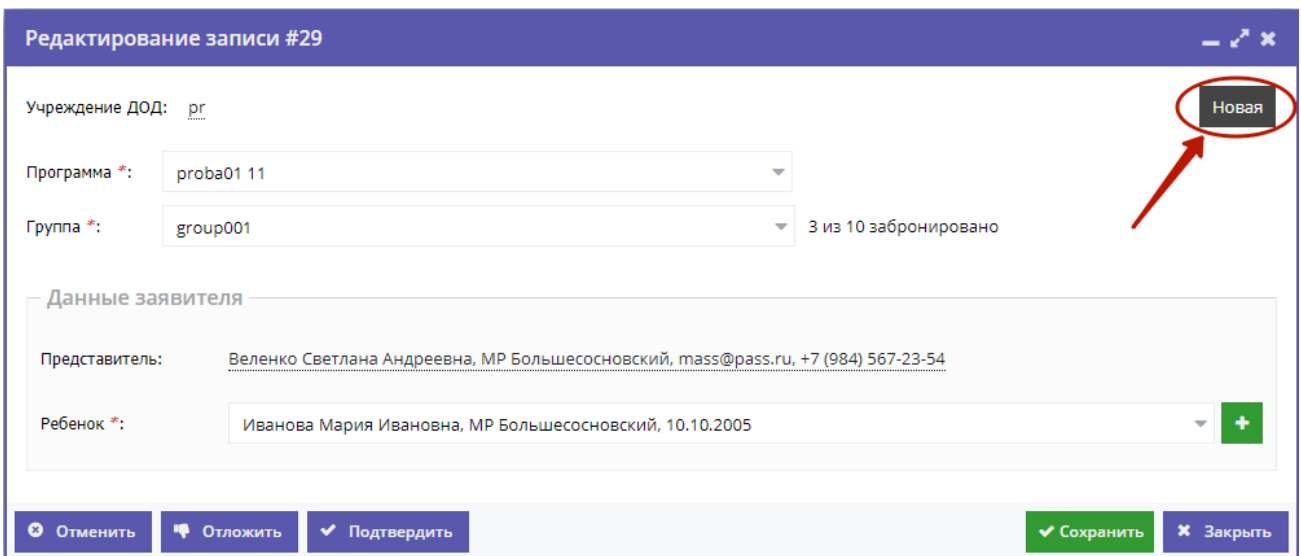 Редактирование записи #29
Учреждение ДОД: pr
Новая
Программа *: proba01 11
Группа *: group001 3 из 10 забронировано
Данные заявителя
Представитель: Веленко Светлана Андреевна, МР Большесосновский, mass@pass.ru, +7 (984) 567-23-54
Ребенок *: Иванова Мария Ивановна, МР Большесосновский, 10.10.2005
Отменить Отложить Подтвердить Сохранить Закрыть